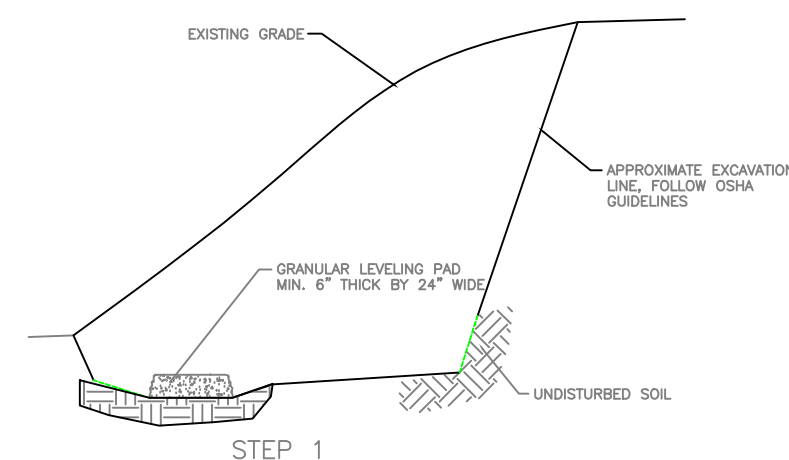 EXISTING GRADE
APPROXIMATE EXCAVATION
LINE, FOLLOW OSHA
GUIDELINES
GRANULAR LEVELING PAD
MIN. 6" THICK BY 24" WIDE
UNDISTURBED SOIL
STEP 1